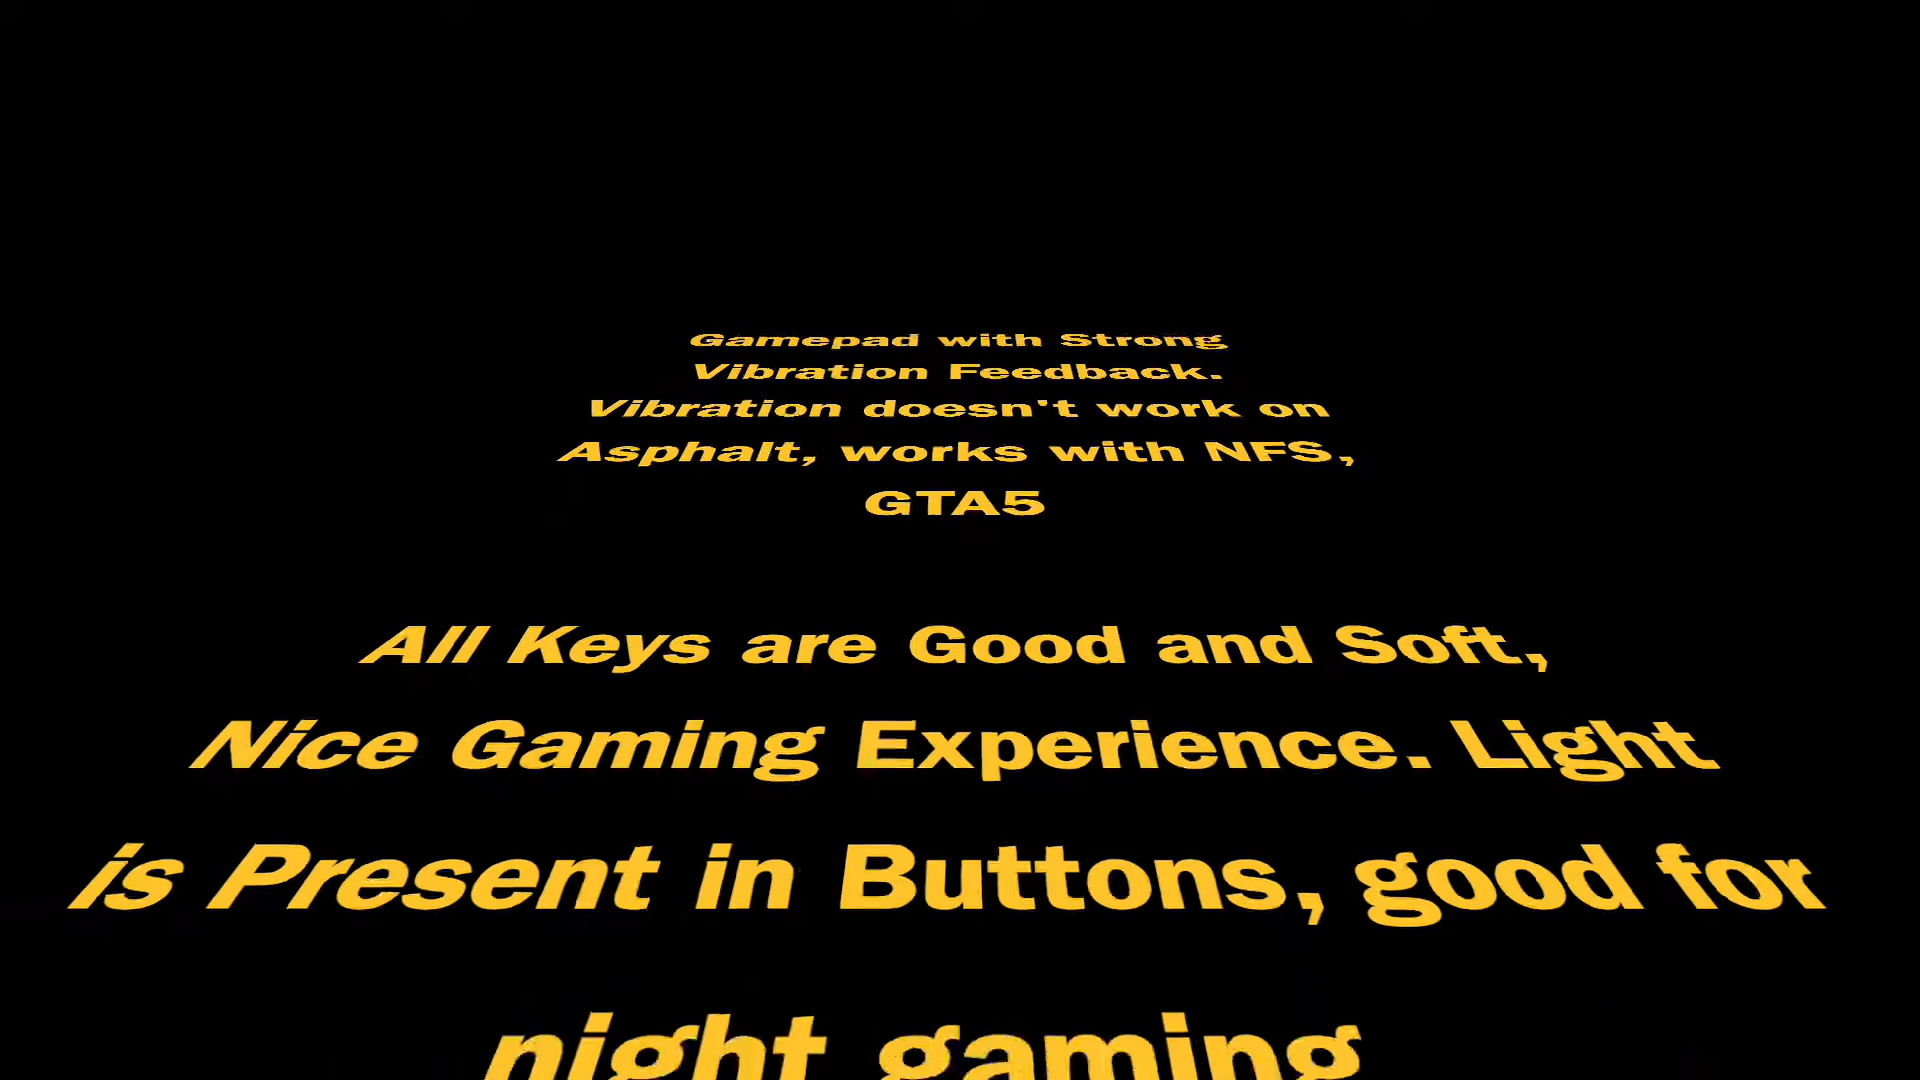 Gamepad with Strong
Vibration Feedback.
Vibration doesn't work on
Asphalt, works with NFS,
GTA5
All Keys are Good and Soft,
Nice Gaming Experience. Light
is Present in Buttons, good for
night gaming